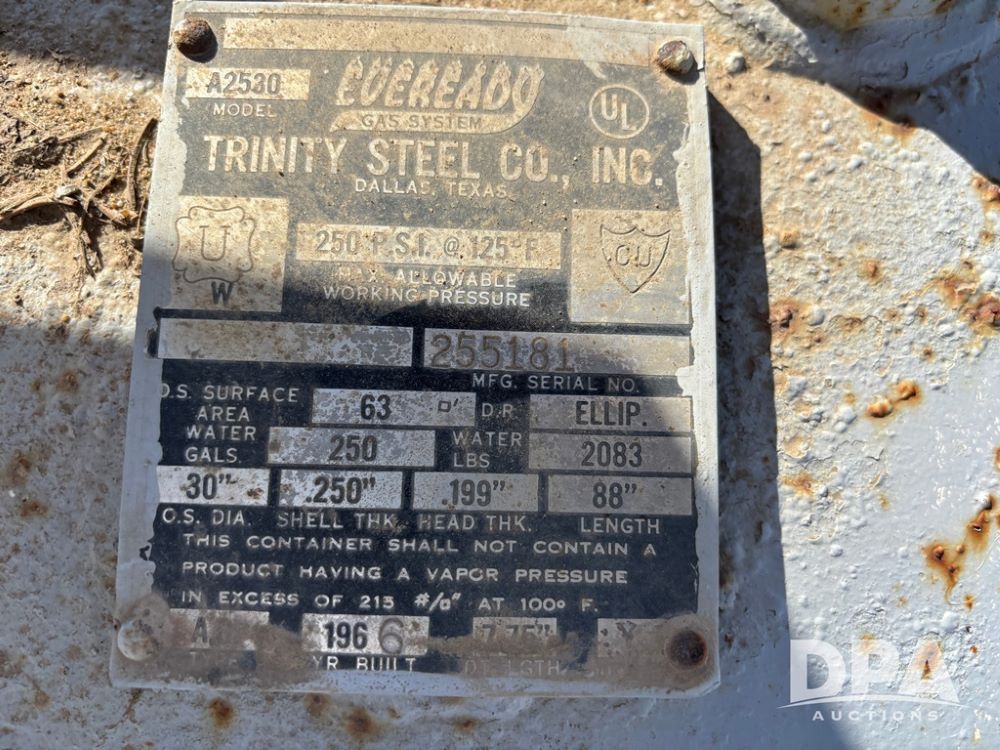 A2530
MODEL
EVEREADY
GAS SYSTEM
UL
TRINITY STEEL CO., INC.
DALLAS, TEXAS
U
W
250 P.S.I. @ 125°F
MAX. ALLOWABLE
WORKING PRESSURE
CU
255181
MFG. SERIAL NO.
O.S. SURFACE AREA 63 □' D.R. ELLIP.
WATER GALS. 250 WATER LBS 2083
30" .250" .199" 88"
O.S. DIA. SHELL THK. HEAD THK. LENGTH
THIS CONTAINER SHALL NOT CONTAIN A
PRODUCT HAVING A VAPOR PRESSURE
IN EXCESS OF 215 #/□" AT 100° F.
A 1966 7.75"
YR BUILT LGTH
DPA
AUCTIONS